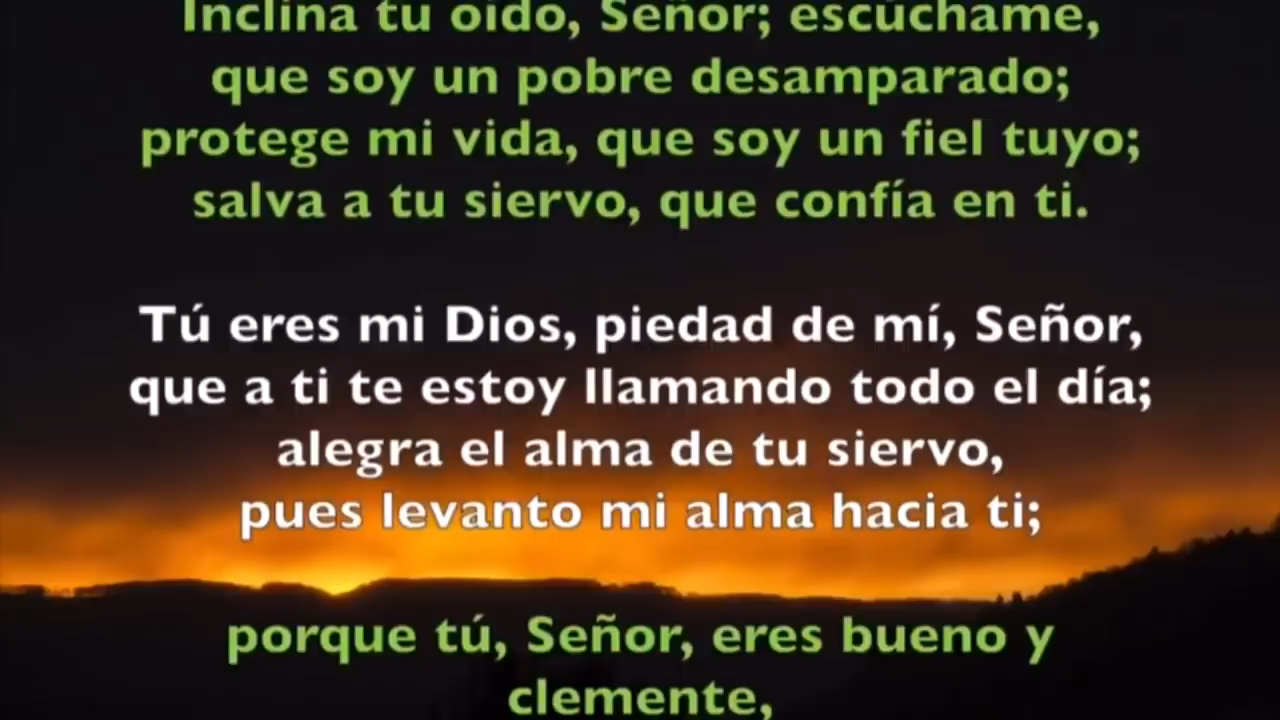 Inclina tu oído, Señor; escúchame,
que soy un pobre desamparado;
protege mi vida, que soy un fiel tuyo;
salva a tu siervo, que confía en ti.
Tú eres mi Dios, piedad de mí, Señor,
que a ti te estoy llamando todo el día;
alegra el alma de tu siervo,
pues levanto mi alma hacia ti;
porque tú, Señor, eres bueno y
clemente,